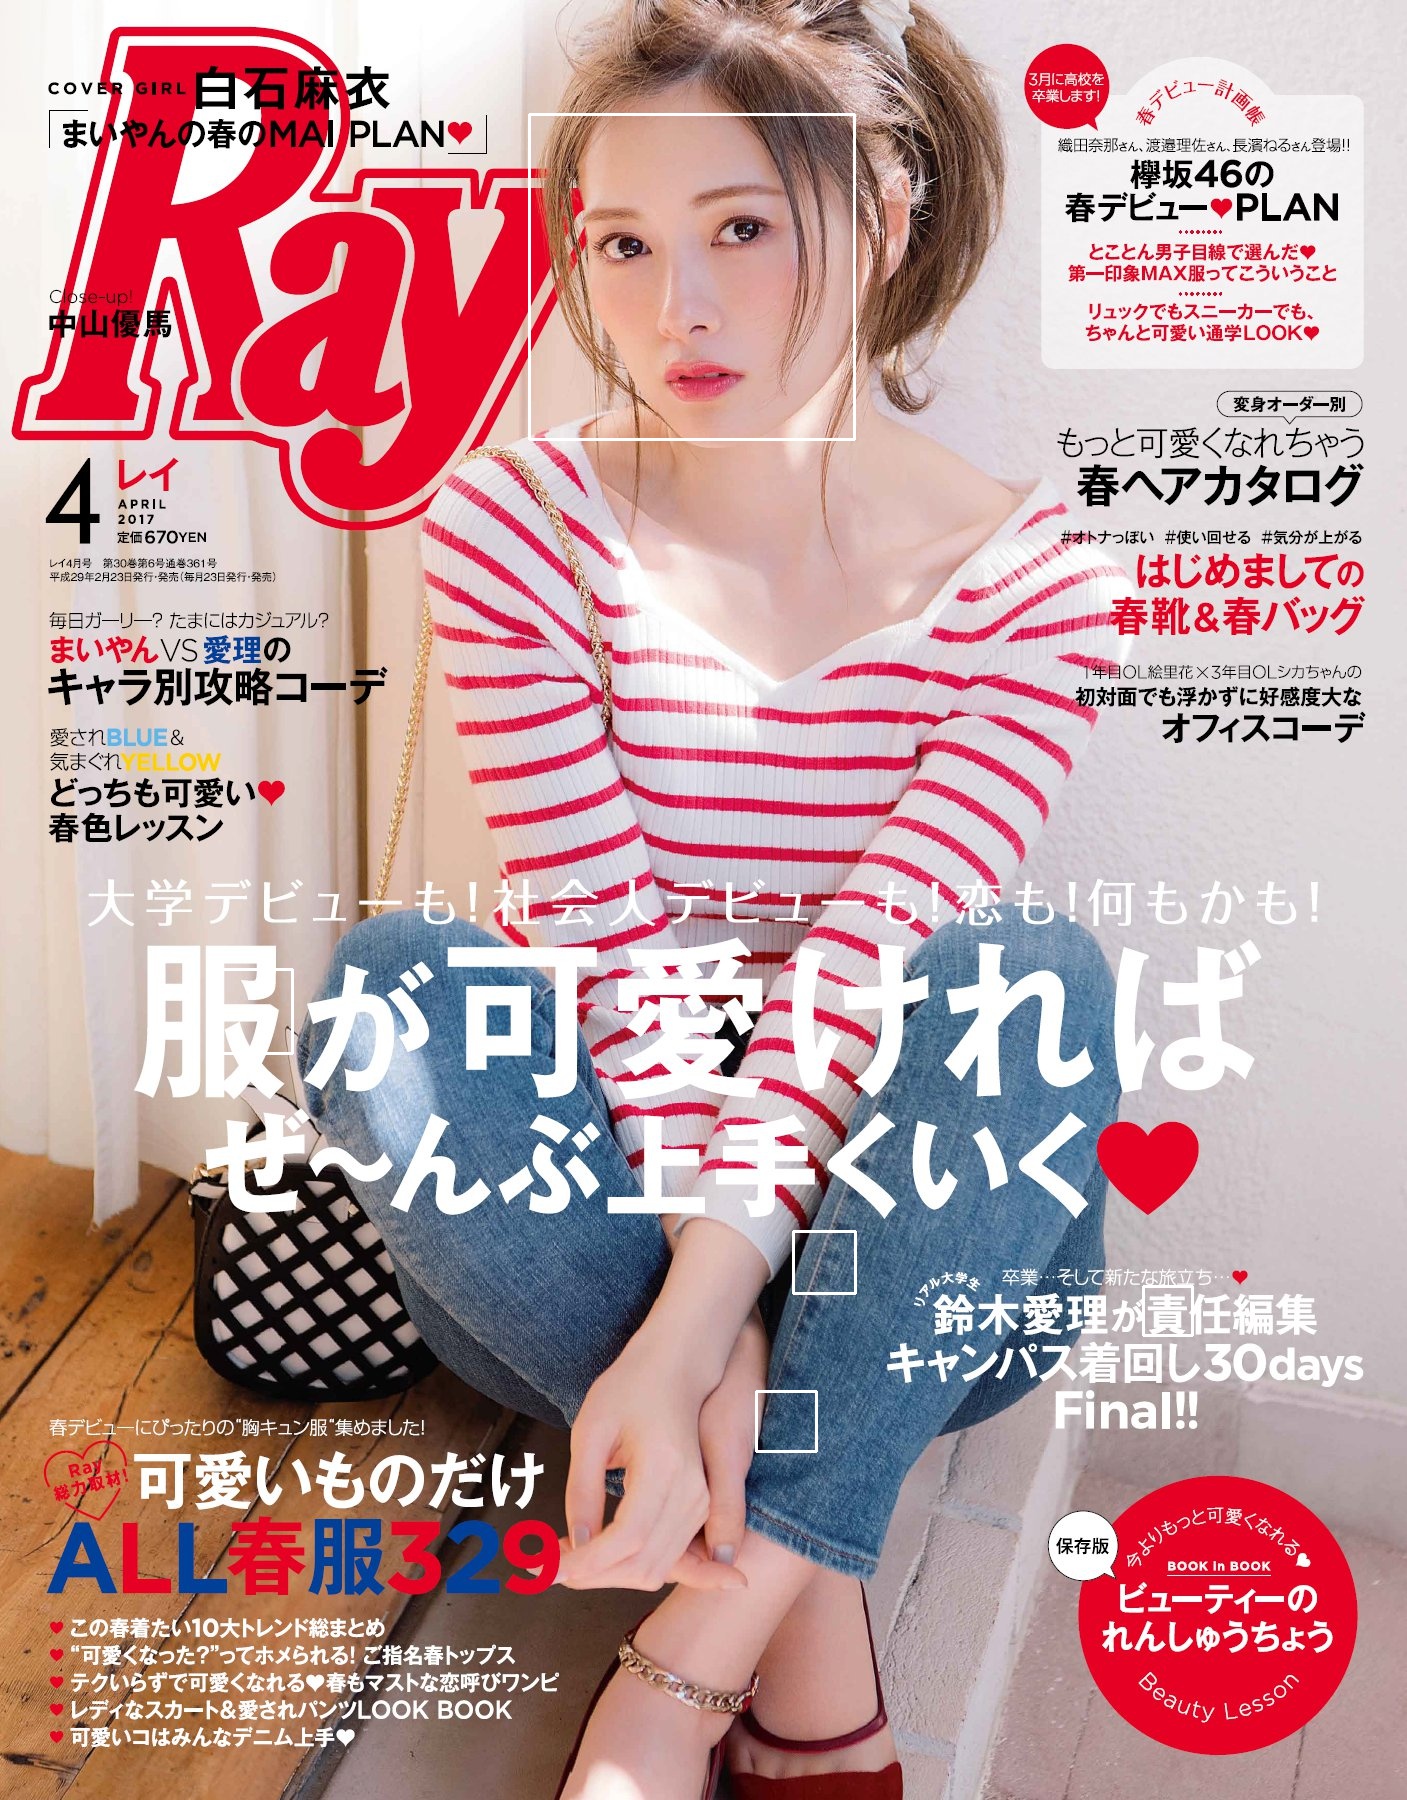 Ray
COVER GIRL 白石麻衣
「まいやんの春のMAI PLAN♥」
Close-up!
中山優馬
4
レイ
APRIL
2017
定価670YEN
レイ4月号 第30巻第6号通巻361号
平成29年2月23日発行・発売(毎月23日発行・発売)
毎日ガーリー? たまにはカジュアル?
まいやんVS愛理の
キャラ別攻略コーデ
愛されBLUE&
気まぐれYELLOW
どっちも可愛い♥
春色レッスン
3月に高校を
卒業します!
春デビュー計画帳
織田奈那さん、渡邉理佐さん、長濱ねるさん登場!!
欅坂46の
春デビュー♥PLAN
とことん男子目線で選んだ♥
第一印象MAX服ってこういうこと
リュックでもスニーカーでも、
ちゃんと可愛い通学LOOK♥
変身オーダー別
もっと可愛くなれちゃう
春ヘアカタログ
#オトナっぽい #使い回せる #気分が上がる
はじめましての
春靴&春バッグ
1年目OL絵里花×3年目OLシカちゃんの
初対面でも浮かずに好感度大な
オフィスコーデ
大学デビューも!社会人デビューも!恋も!何もかも!
服が可愛ければ
ぜ〜んぶ上手くいく♥
リアル大学生
卒業…そして新たな旅立ち…♥
鈴木愛理が責任編集
キャンパス着回し30days
Final!!
春デビューにぴったりの"胸キュン服"集めました!
Ray
総力取材!
可愛いものだけ
ALL春服329
♥この春着たい10大トレンド総まとめ
♥"可愛くなった?"ってホメられる! ご指名春トップス
♥テクいらずで可愛くなれる♥春もマストな恋呼びワンピ
♥レディなスカート&愛されパンツLOOK BOOK
♥可愛いコはみんなデニム上手♥
保存版
今よりもっと可愛くなれる♥
BOOK in BOOK
ビューティーの
れんしゅうちょう
Beauty Lesson